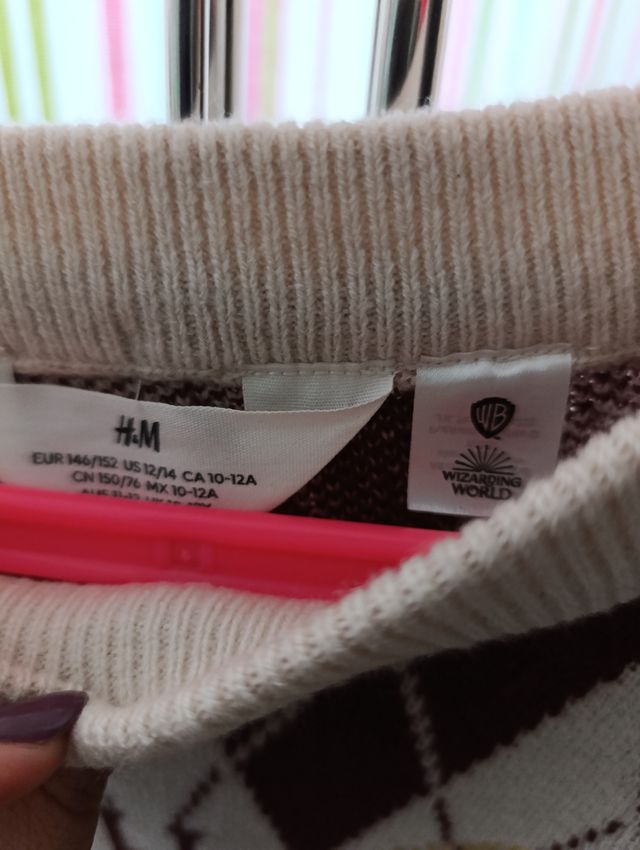 H&M
EUR 146/152 US 12/14 CA 10-12A
CN 150/76 MX 10-12A
WB
WIZARDING
WORLD